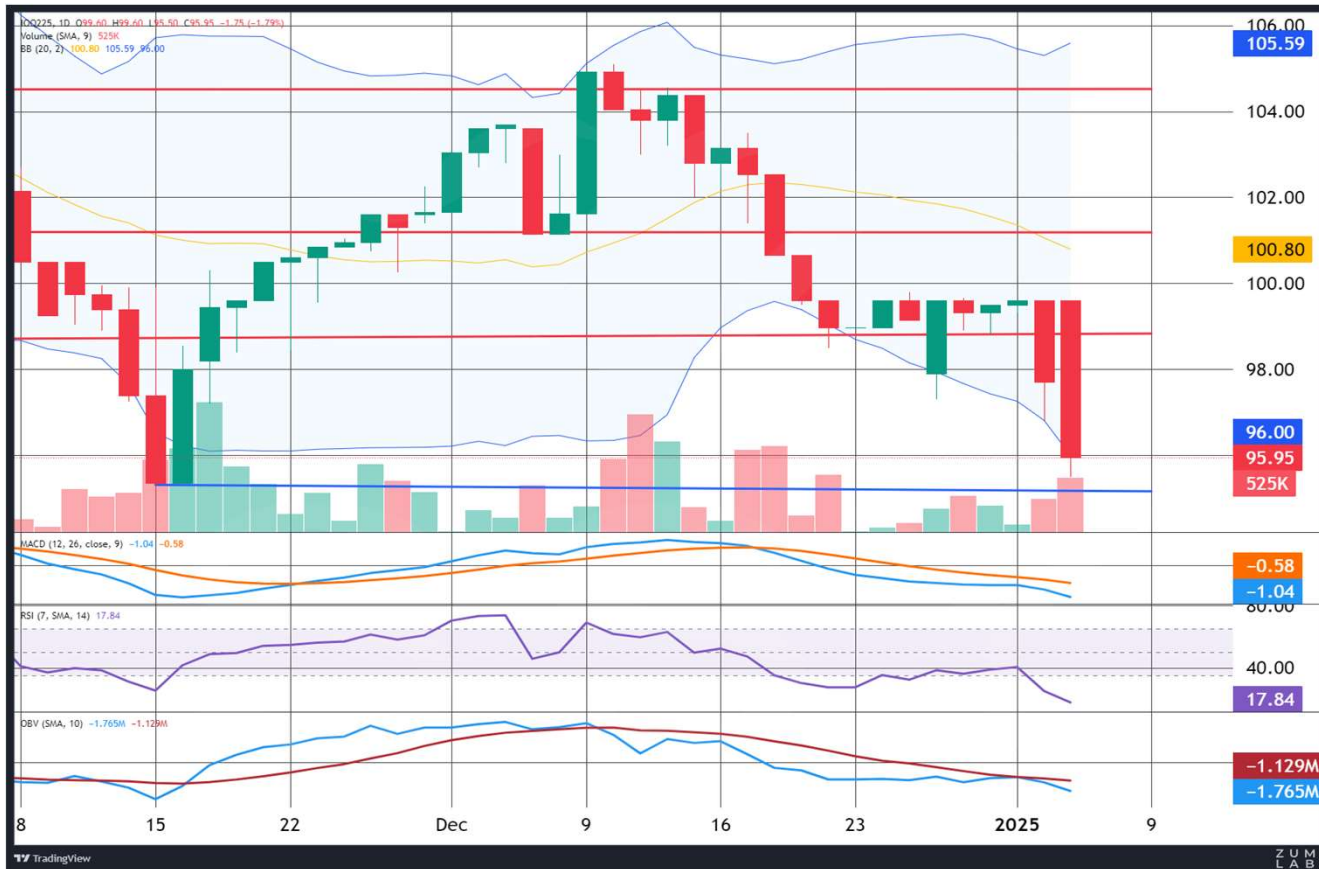 IOO225, 1D O99.60 H99.60 L95.50 C95.95 −1.75 (−1.79%)
Volume (SMA, 9) 525K
BB (20, 2) 100.80 105.59 96.00
106.00
105.59
104.00
102.00
100.80
100.00
98.00
96.00
95.95
525K
MACD (12, 26, close, 9) −1.04 −0.58
−0.58
−1.04
80.00
RSI (7, SMA, 14) 17.84
40.00
17.84
OBV (SMA, 10) −1.765M −1.129M
−1.129M
−1.765M
8 15 22 Dec 9 16 23 2025 9
TradingView
ZUM
LAB